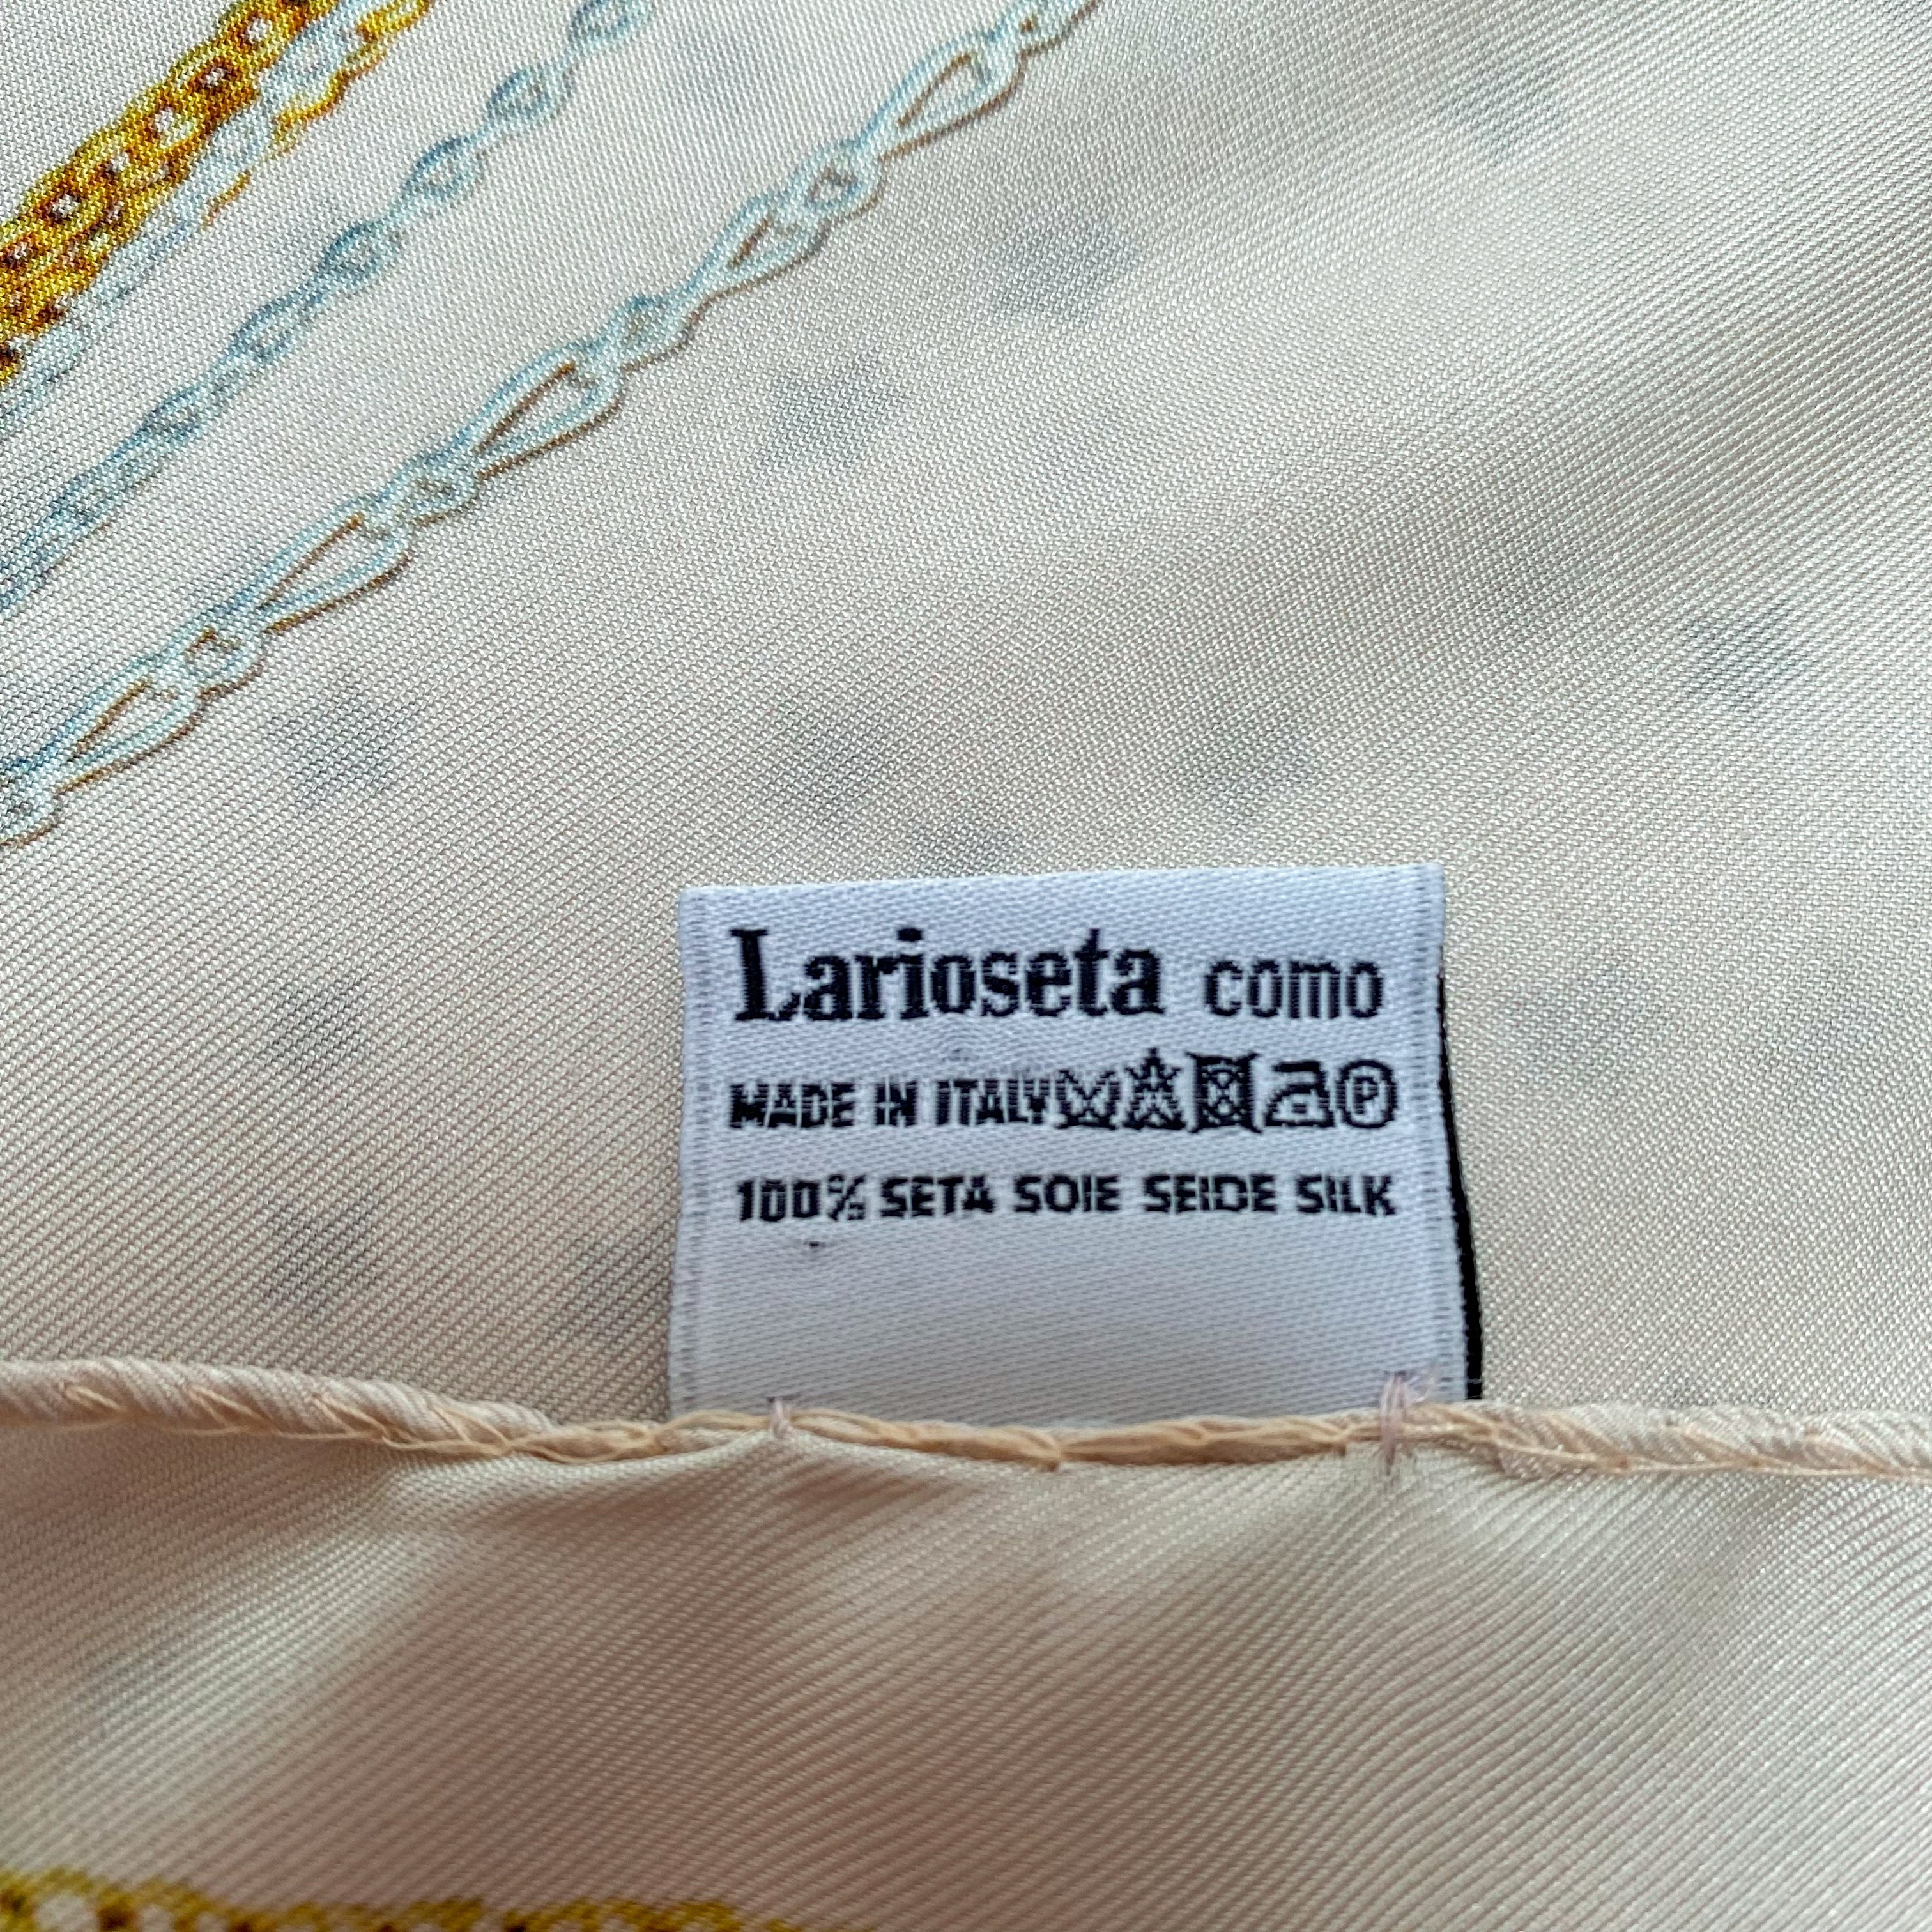 Larioseta como
MADE IN ITALY P
100% SETA SOIE SEIDE SILK